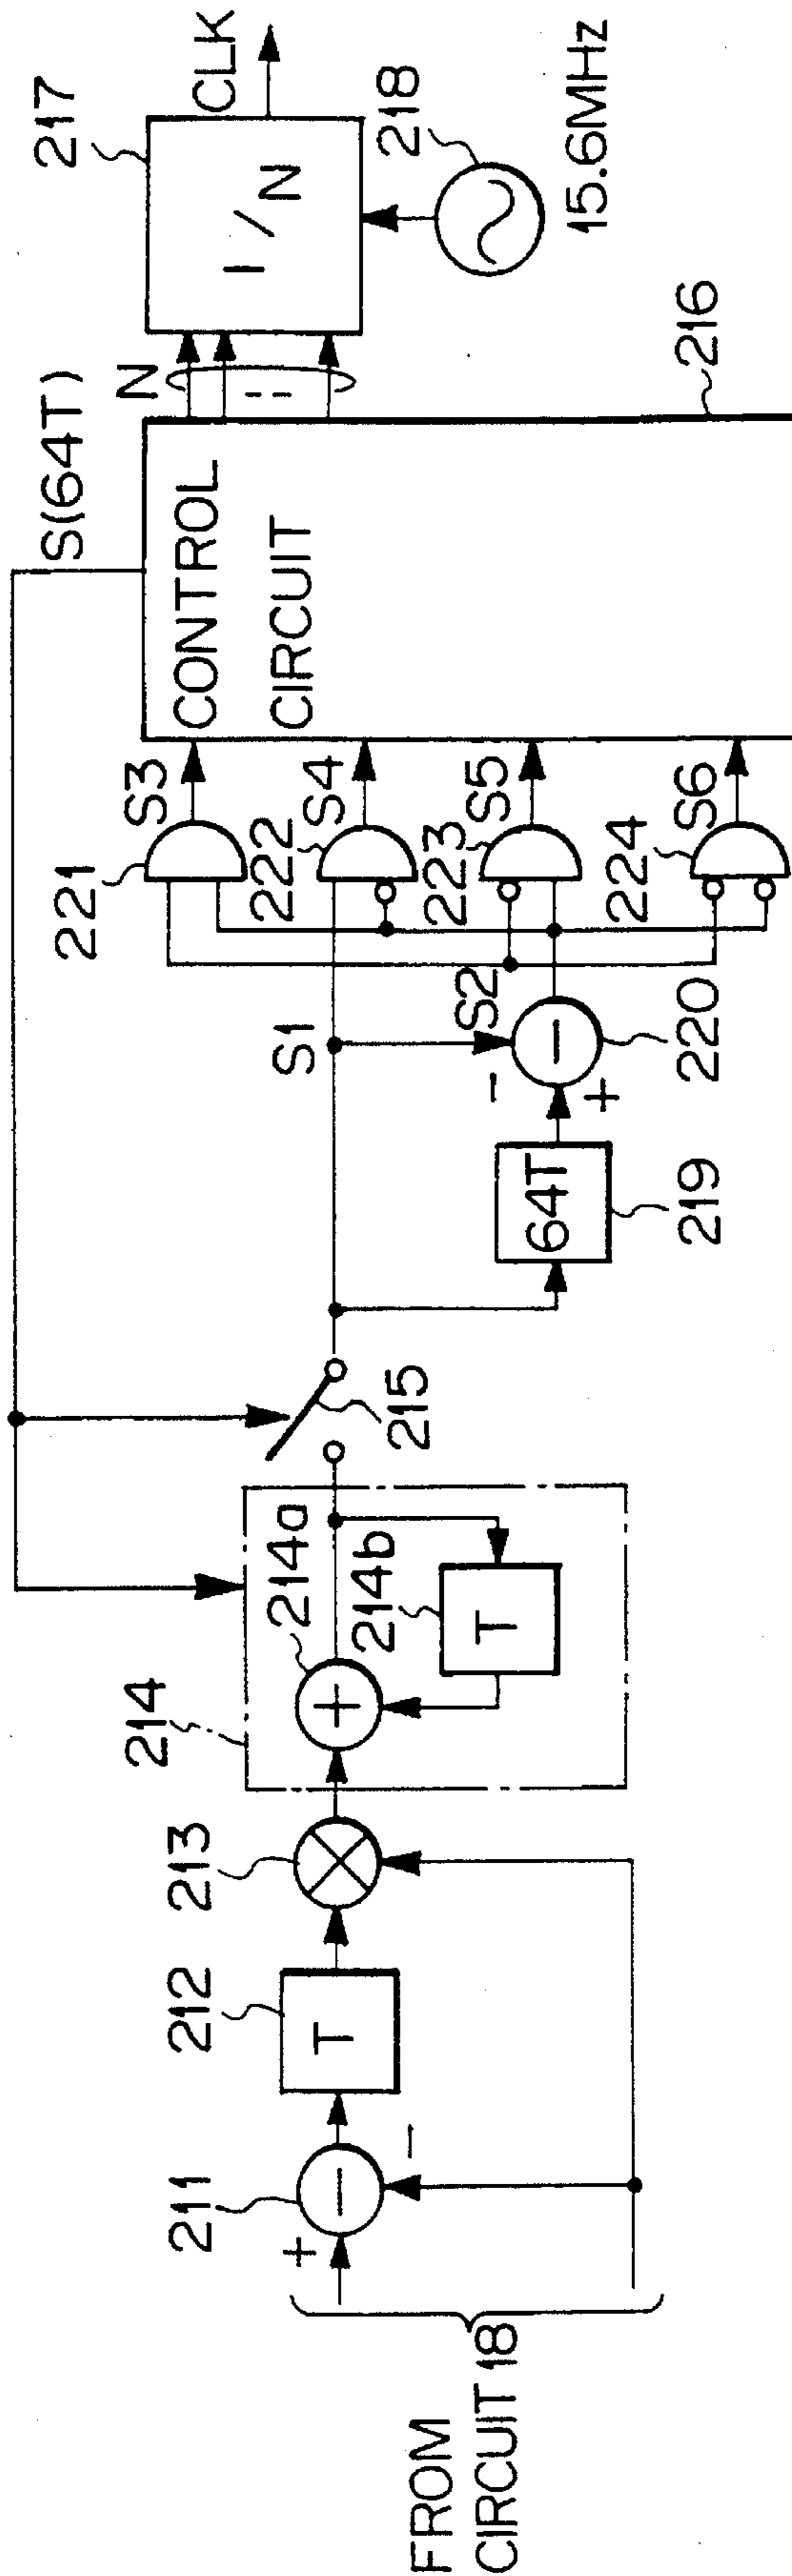 FROM
CIRCUIT 18
+
−
211
−
T
212
213
214
+
214a
T
214b
215
S(64T)
S1
64T
219
−
+
−
S2
220
221
222
223
224
S3
S4
S5
S6
CONTROL
CIRCUIT
216
N
1/N
217
CLK
218
15.6MHz